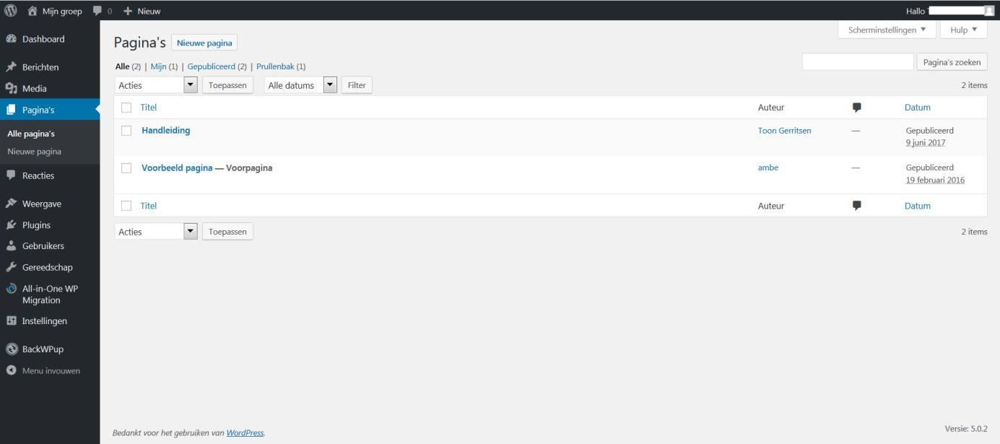 Mijn groep 0 Nieuw Hallo
Dashboard
Berichten
Media
Pagina's
Alle pagina's
Nieuwe pagina
Reacties
Weergave
Plugins
Gebruikers
Gereedschap
All-in-One WP
Migration
Instellingen
BackWPup
Menu invouwen
Scherminstellingen Hulp
Pagina's Nieuwe pagina
Alle (2) | Mijn (1) | Gepubliceerd (2) | Prullenbak (1)
Pagina's zoeken
Acties Toepassen Alle datums Filter 2 items
Titel Auteur Datum
Handleiding Toon Gerritsen — Gepubliceerd
9 juni 2017
Voorbeeld pagina — Voorpagina ambe — Gepubliceerd
19 februari 2016
Titel Auteur Datum
Acties Toepassen 2 items
Bedankt voor het gebruiken van WordPress. Versie: 5.0.2